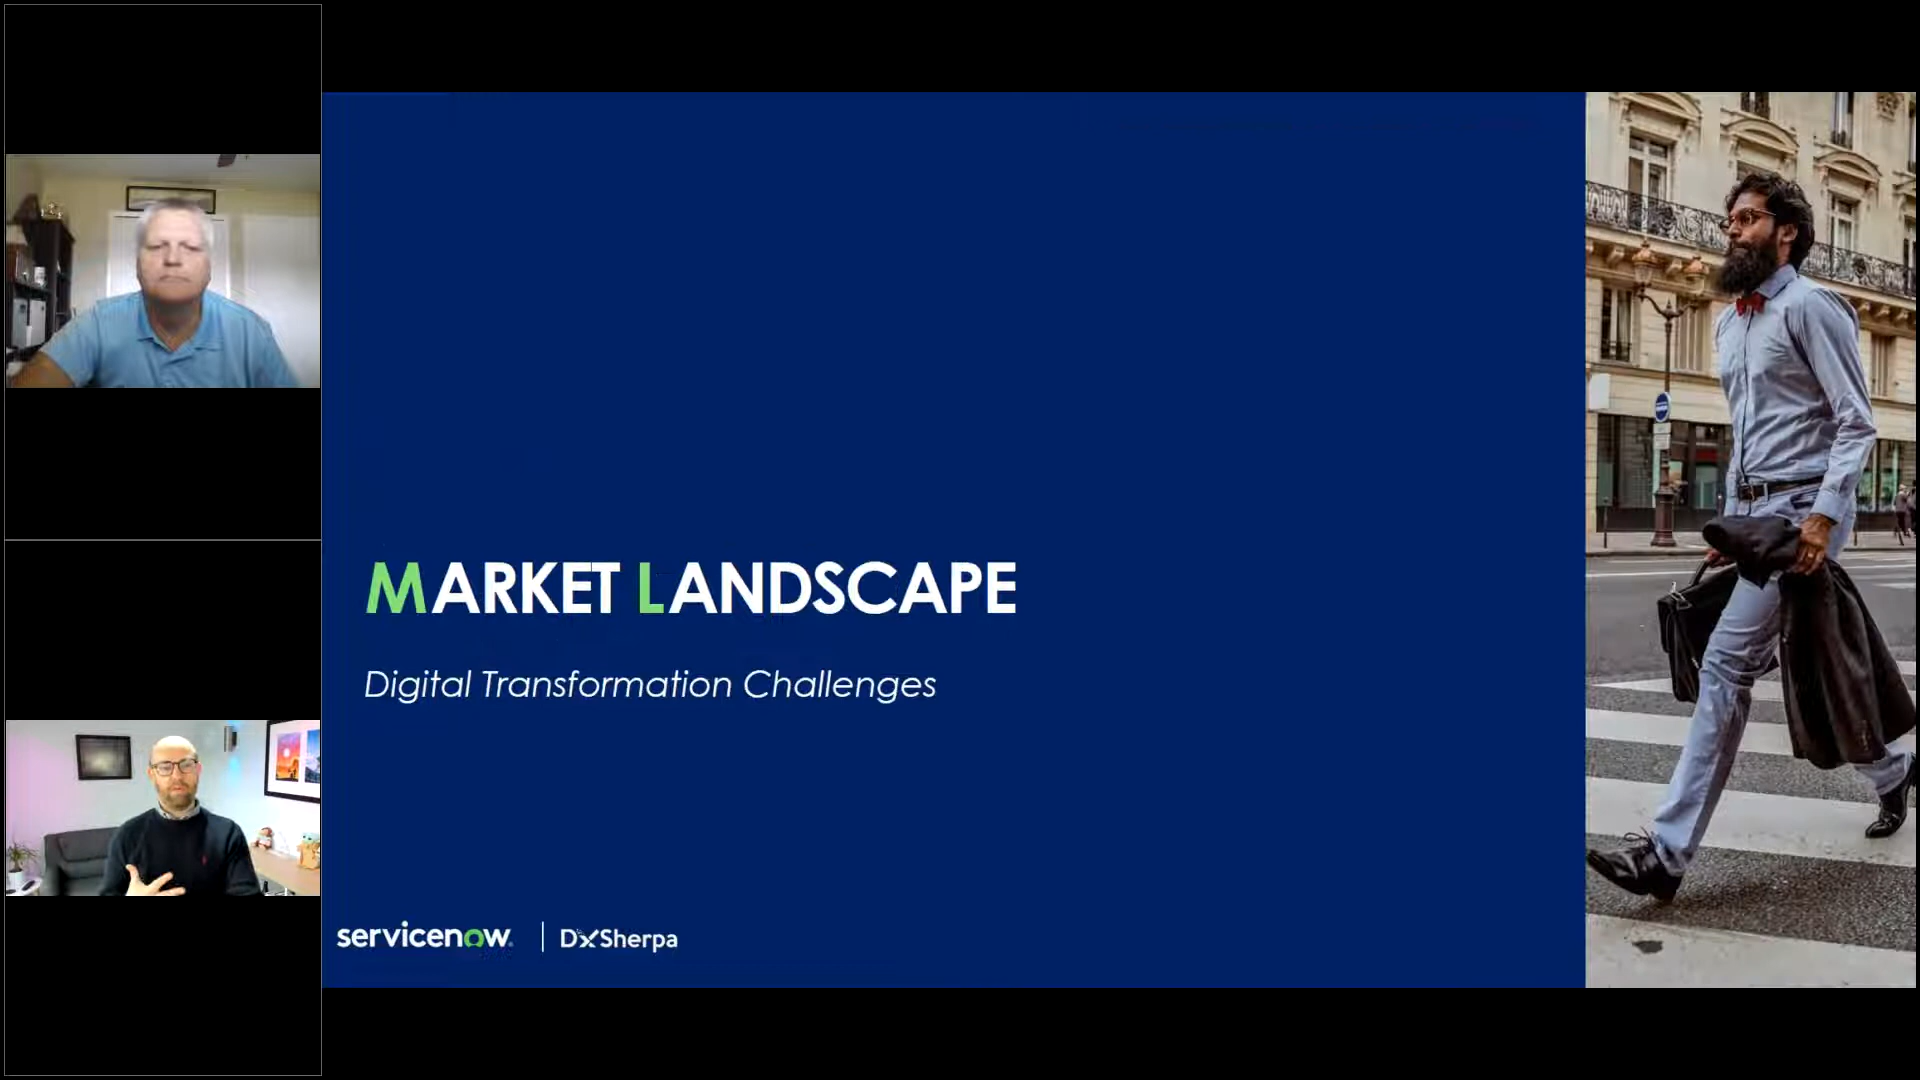 MARKET LANDSCAPE
Digital Transformation Challenges
servicenow | DxSherpa